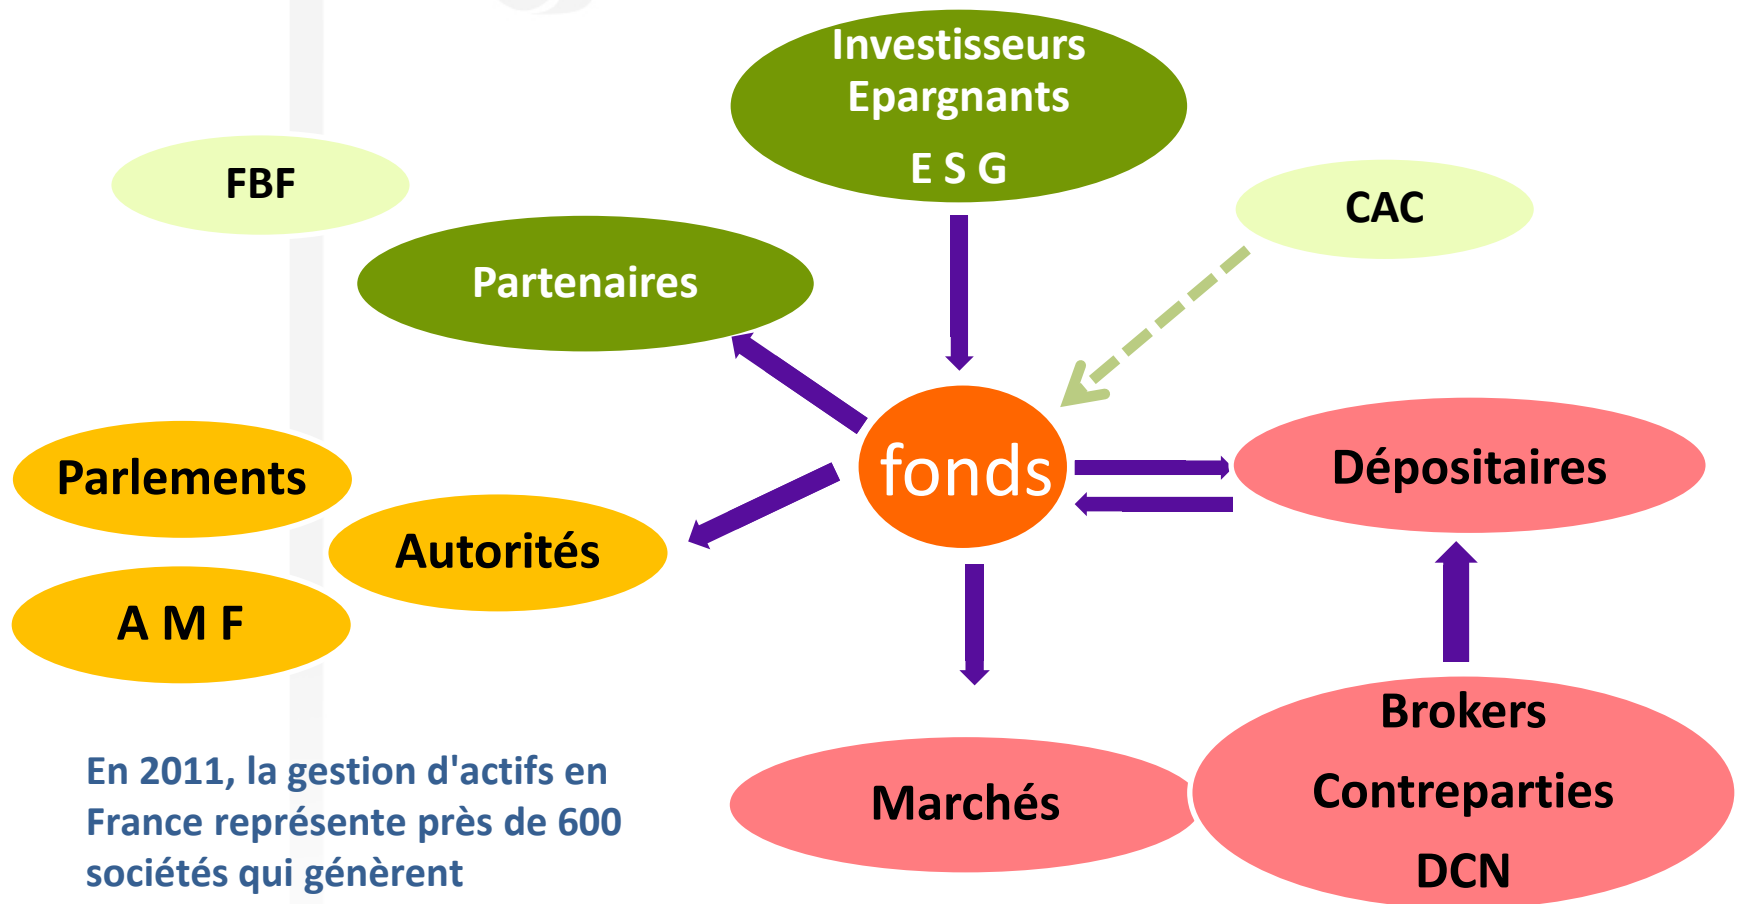 Investisseurs
Epargnants
E S G
FBF
CAC
Partenaires
fonds
Dépositaires
Parlements
Autorités
A M F
Brokers
Contreparties
DCN
Marchés
En 2011, la gestion d'actifs en
France représente près de 600
sociétés qui génèrent